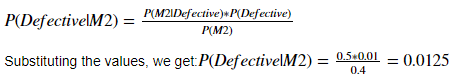 P(Defective|M2) = P(M2|Defective)*P(Defective) / P(M2)
Substituting the values, we get:P(Defective|M2) = 0.5*0.01 / 0.4 = 0.0125